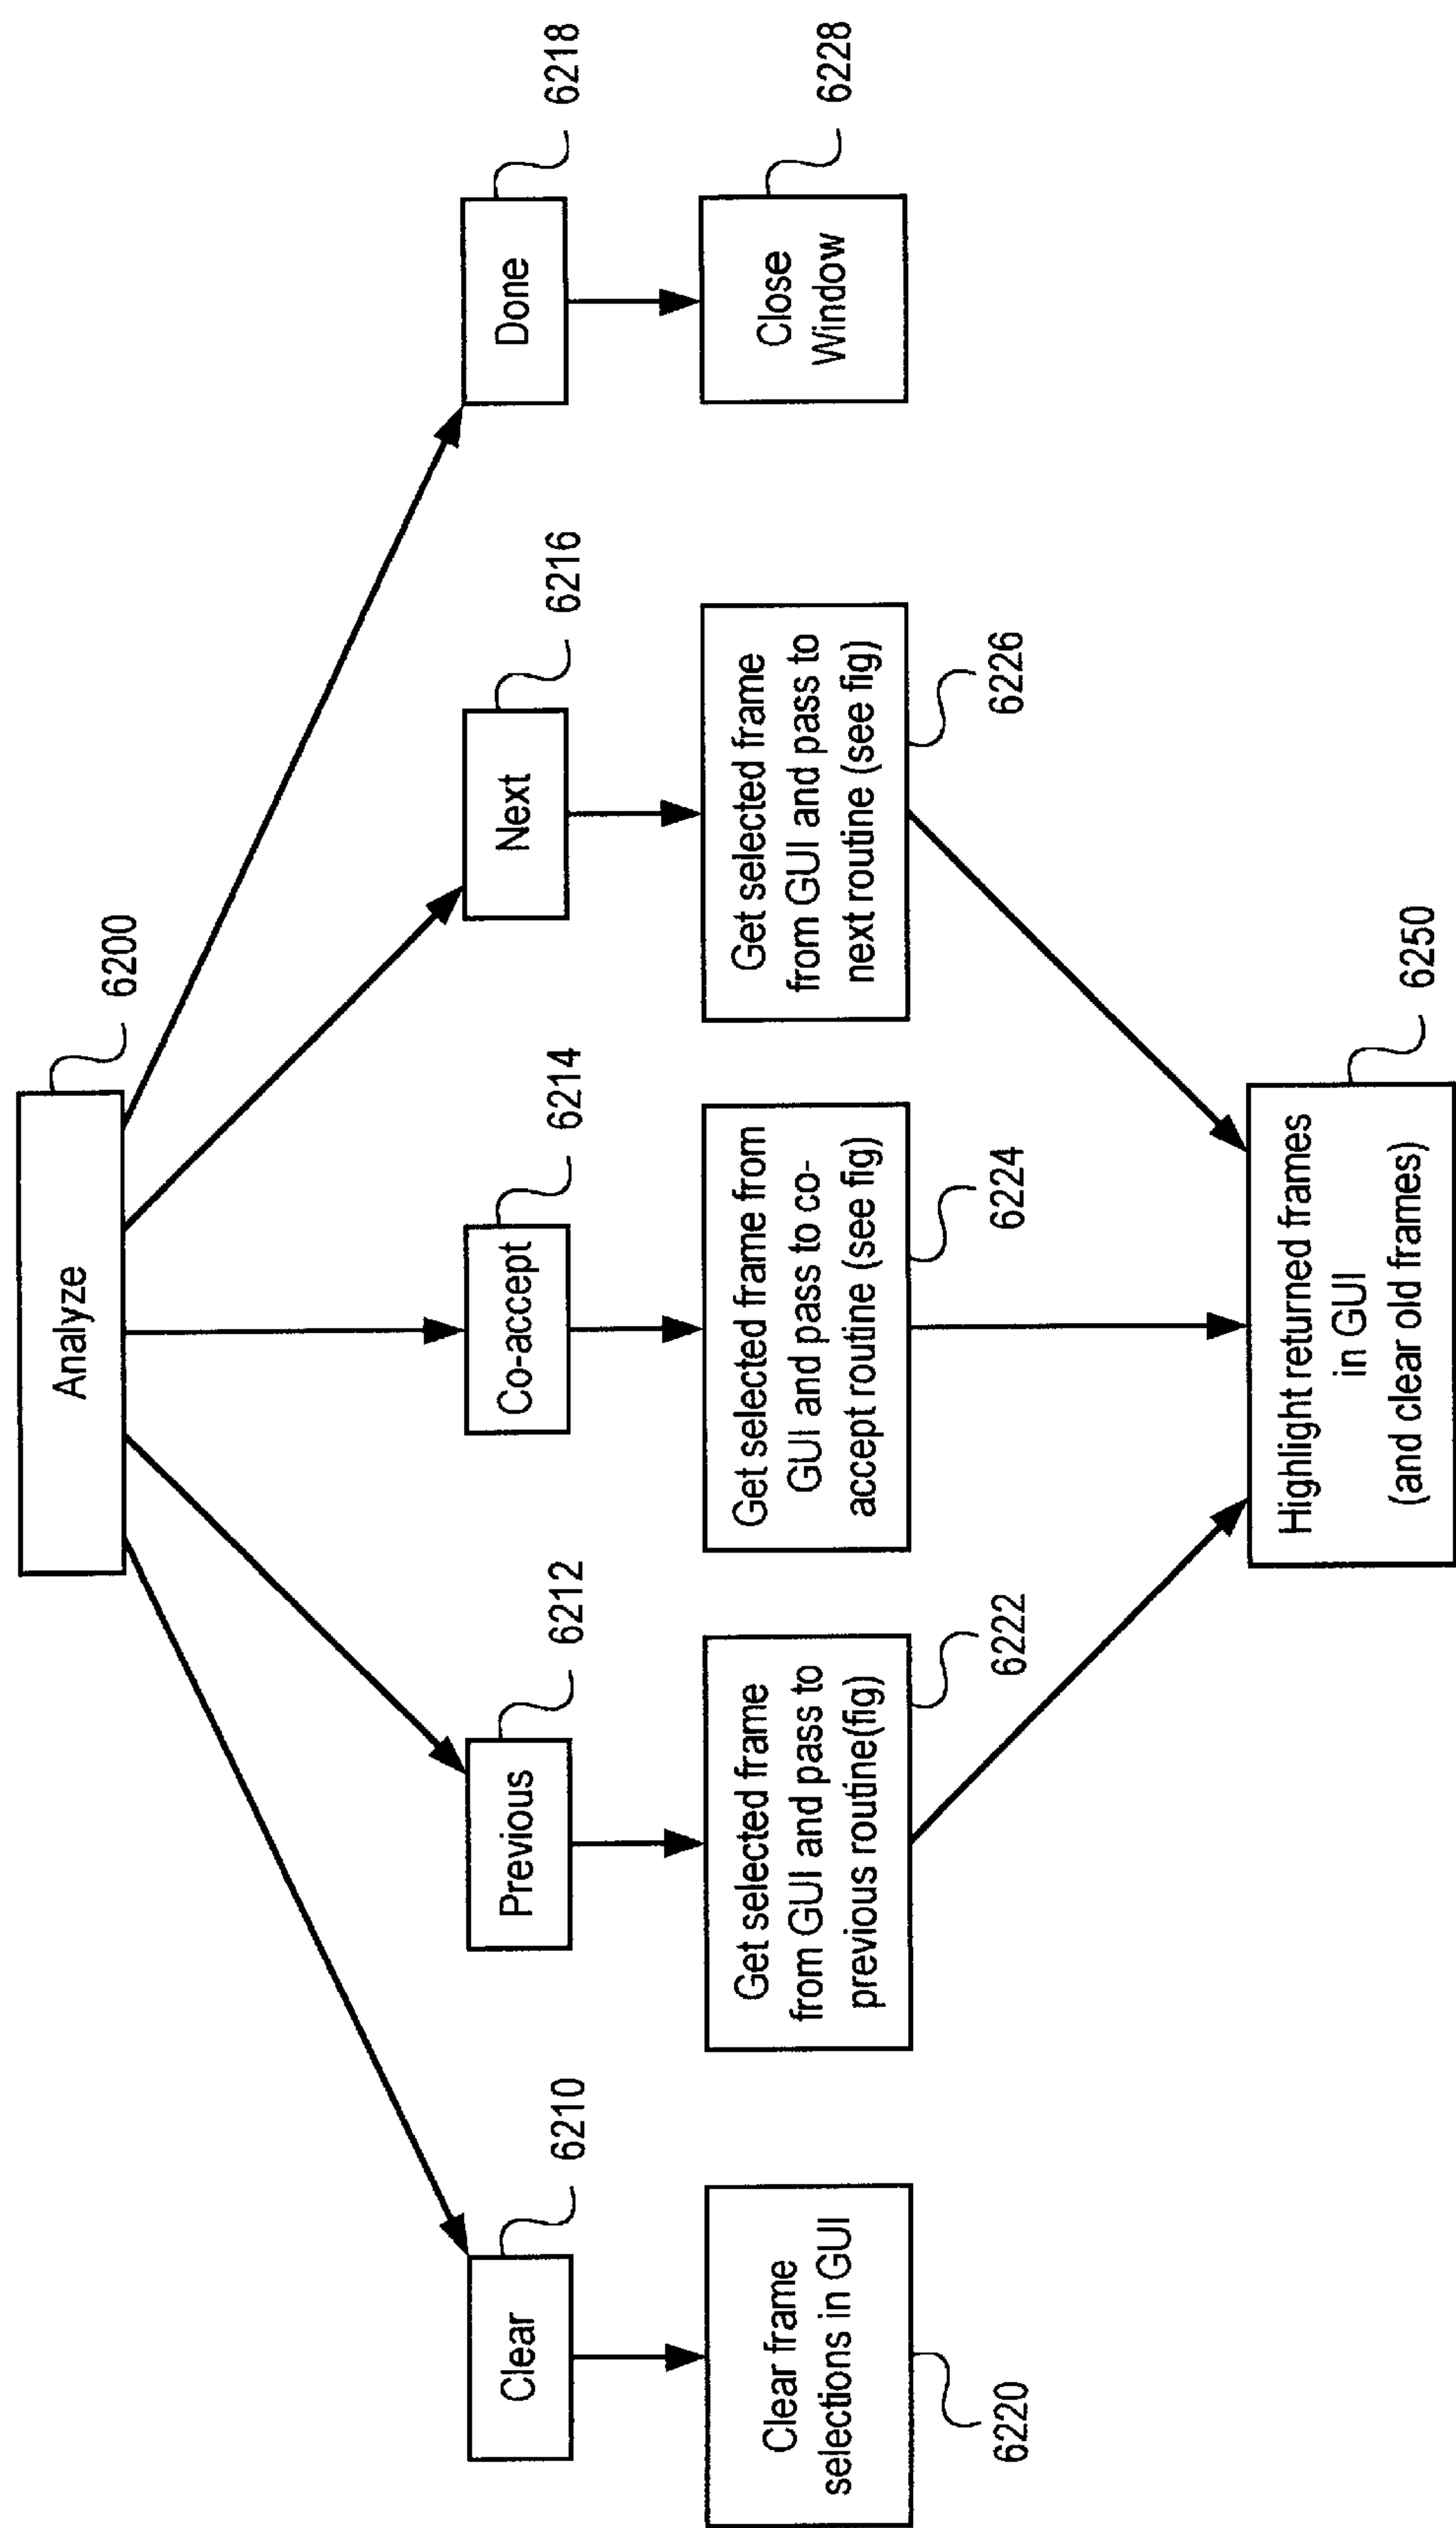 Analyze
6200
Clear
6210
Previous
6212
Co-accept
6214
Next
6216
Done
6218
Clear frame
selections in GUI
6220
Get selected frame
from GUI and pass to
previous routine(fig)
6222
Get selected frame from
GUI and pass to co-
accept routine (see fig)
6224
Get selected frame
from GUI and pass to
next routine (see fig)
6226
Close
Window
6228
Highlight returned frames
in GUI
(and clear old frames)
6250